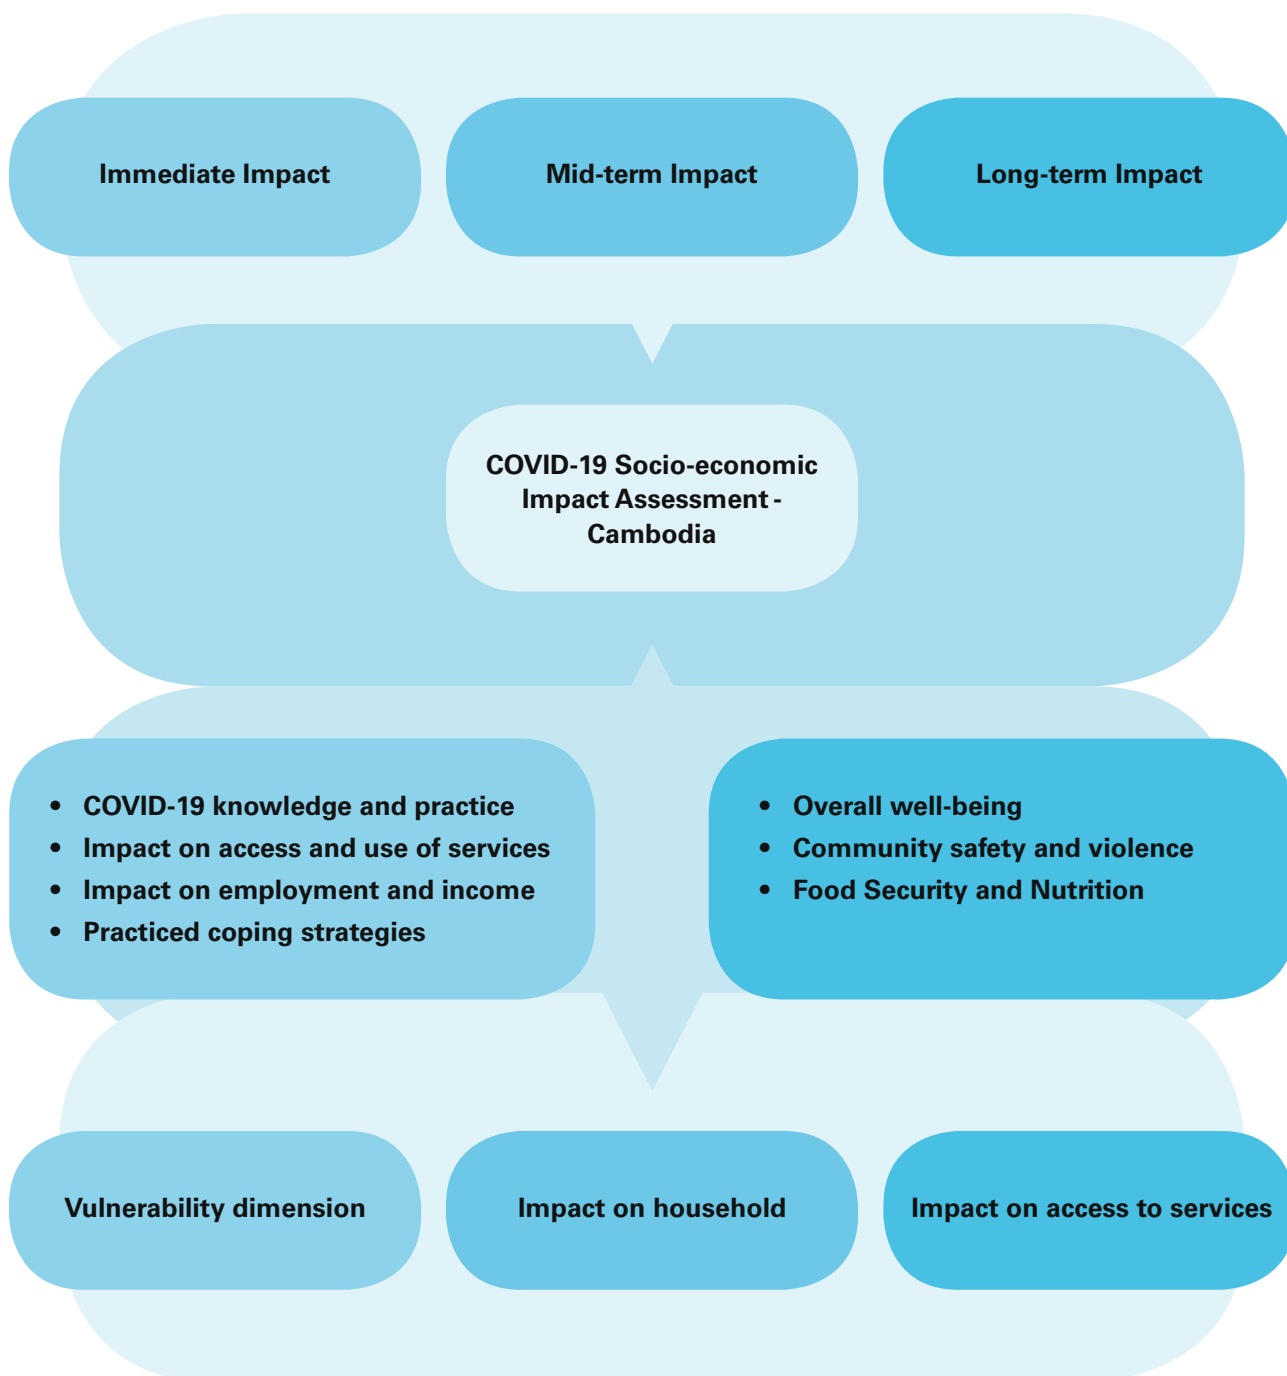 Immediate Impact
Mid-term Impact
Long-term Impact
COVID-19 Socio-economic
Impact Assessment -
Cambodia
• COVID-19 knowledge and practice
• Impact on access and use of services
• Impact on employment and income
• Practiced coping strategies
• Overall well-being
• Community safety and violence
• Food Security and Nutrition
Vulnerability dimension
Impact on household
Impact on access to services